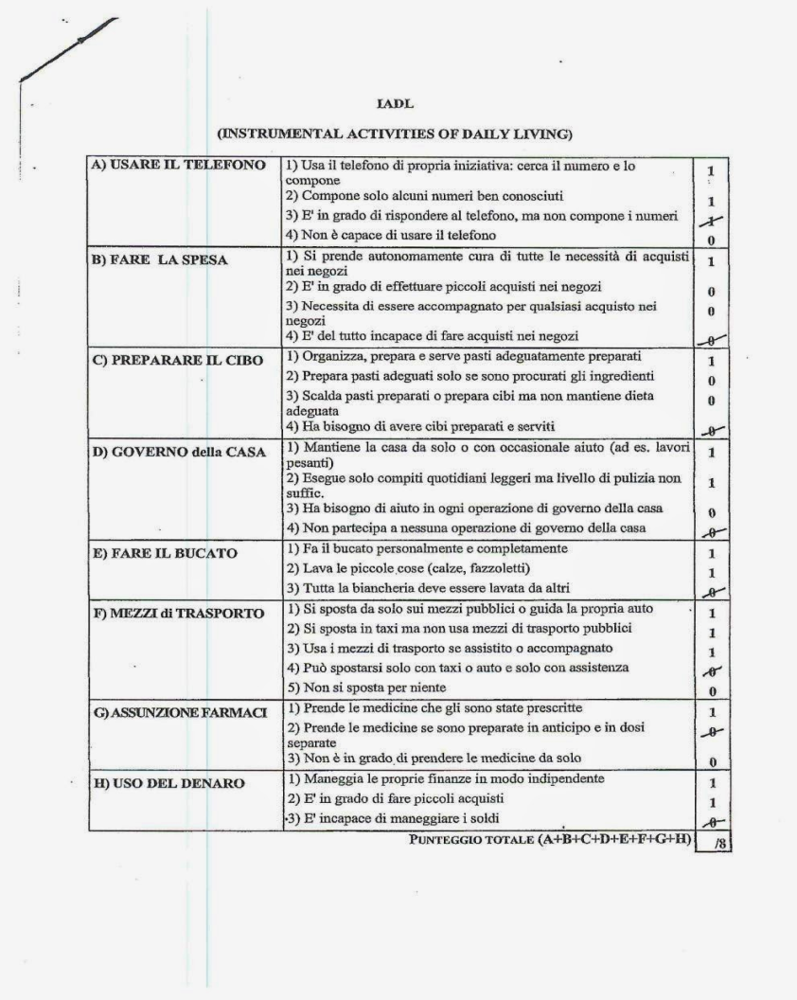 IADL
(INSTRUMENTAL ACTIVITIES OF DAILY LIVING)
A) USARE IL TELEFONO
1) Usa il telefono di propria iniziativa: cerca il numero e lo
compone 1
2) Compone solo alcuni numeri ben conosciuti 1
3) E' in grado di rispondere al telefono, ma non compone i numeri 1
4) Non è capace di usare il telefono 0
B) FARE LA SPESA
1) Si prende autonomamente cura di tutte le necessità di acquisti
nei negozi 1
2) E' in grado di effettuare piccoli acquisti nei negozi 0
3) Necessita di essere accompagnato per qualsiasi acquisto nei
negozi 0
4) E' del tutto incapace di fare acquisti nei negozi 0
C) PREPARARE IL CIBO
1) Organizza, prepara e serve pasti adeguatamente preparati 1
2) Prepara pasti adeguati solo se sono procurati gli ingredienti 0
3) Scalda pasti preparati o prepara cibi ma non mantiene dieta
adeguata 0
4) Ha bisogno di avere cibi preparati e serviti 0
D) GOVERNO della CASA
1) Mantiene la casa da solo o con occasionale aiuto (ad es. lavori
pesanti) 1
2) Esegue solo compiti quotidiani leggeri ma livello di pulizia non
suffic. 1
3) Ha bisogno di aiuto in ogni operazione di governo della casa 0
4) Non partecipa a nessuna operazione di governo della casa 0
E) FARE IL BUCATO
1) Fa il bucato personalmente e completamente 1
2) Lava le piccole cose (calze, fazzoletti) 1
3) Tutta la biancheria deve essere lavata da altri 0
F) MEZZI di TRASPORTO
1) Si sposta da solo sui mezzi pubblici o guida la propria auto 1
2) Si sposta in taxi ma non usa mezzi di trasporto pubblici 1
3) Usa i mezzi di trasporto se assistito o accompagnato 1
4) Può spostarsi solo con taxi o auto e solo con assistenza 0
5) Non si sposta per niente 0
G) ASSUNZIONE FARMACI
1) Prende le medicine che gli sono state prescritte 1
2) Prende le medicine se sono preparate in anticipo e in dosi
separate 0
3) Non è in grado di prendere le medicine da solo 0
H) USO DEL DENARO
1) Maneggia le proprie finanze in modo indipendente 1
2) E' in grado di fare piccoli acquisti 1
3) E' incapace di maneggiare i soldi 0
PUNTEGGIO TOTALE (A+B+C+D+E+F+G+H) /8